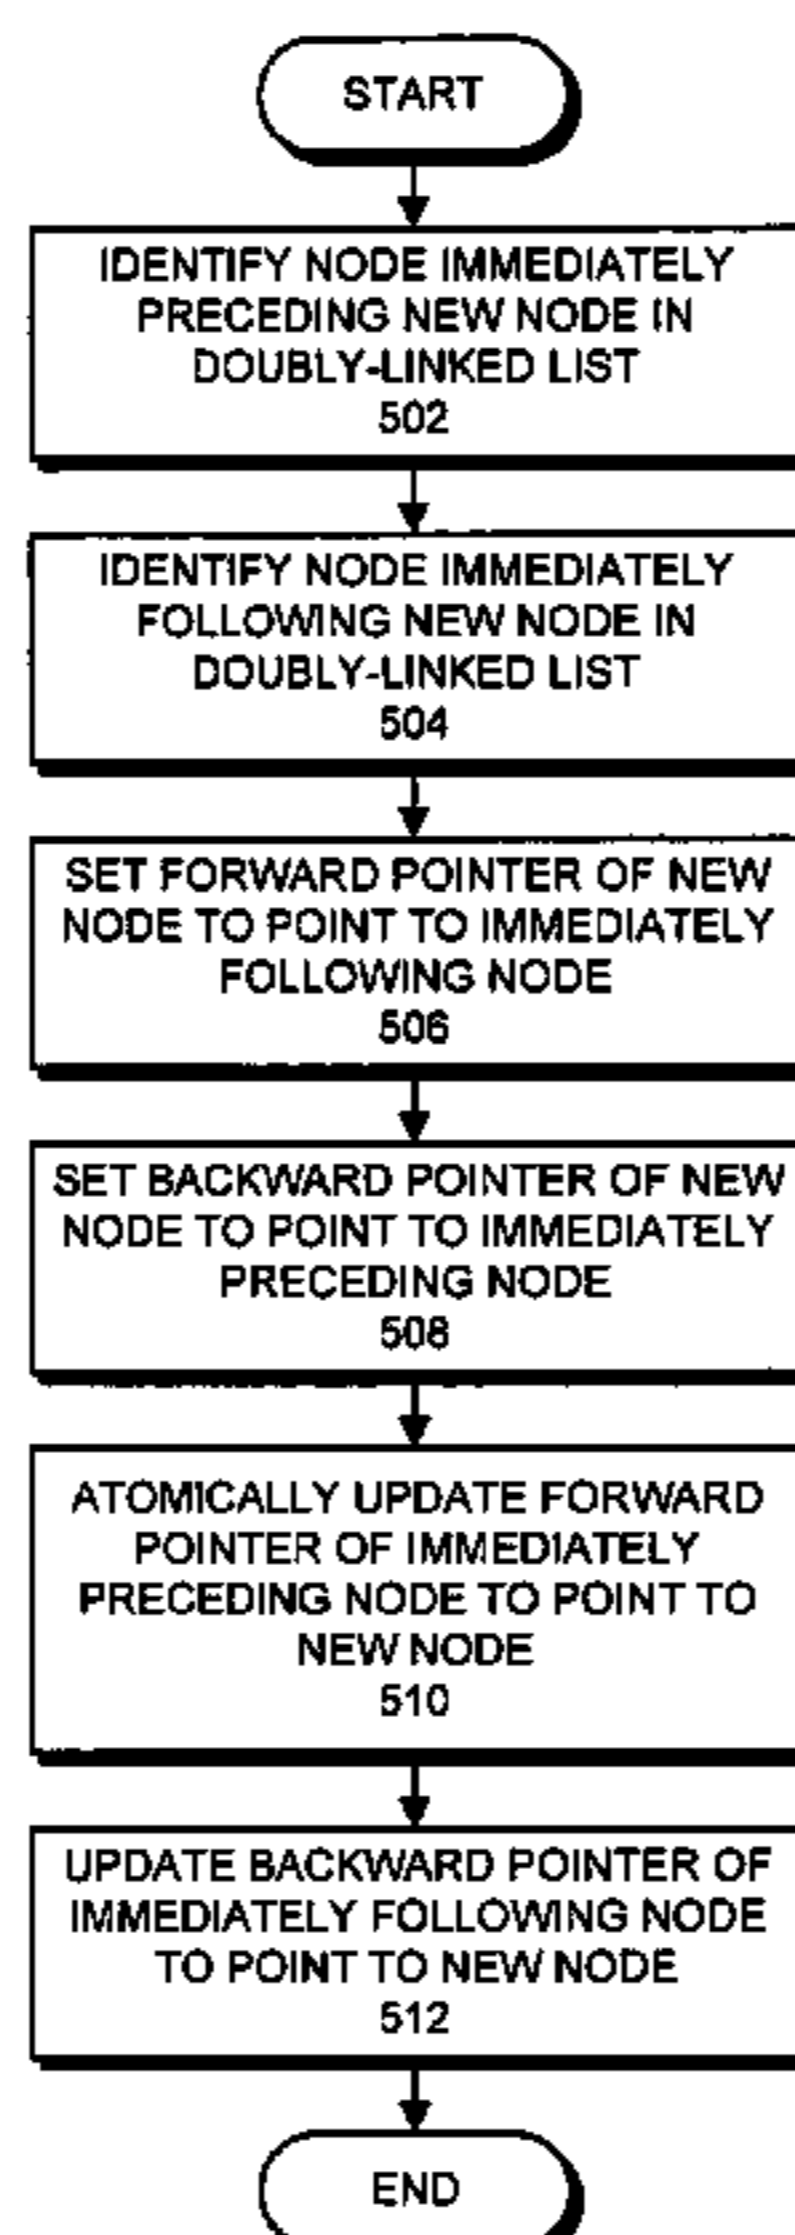 START
IDENTIFY NODE IMMEDIATELY
PRECEDING NEW NODE IN
DOUBLY-LINKED LIST
502
IDENTIFY NODE IMMEDIATELY
FOLLOWING NEW NODE IN
DOUBLY-LINKED LIST
504
SET FORWARD POINTER OF NEW
NODE TO POINT TO IMMEDIATELY
FOLLOWING NODE
506
SET BACKWARD POINTER OF NEW
NODE TO POINT TO IMMEDIATELY
PRECEDING NODE
508
ATOMICALLY UPDATE FORWARD
POINTER OF IMMEDIATELY
PRECEDING NODE TO POINT TO
NEW NODE
510
UPDATE BACKWARD POINTER OF
IMMEDIATELY FOLLOWING NODE
TO POINT TO NEW NODE
512
END